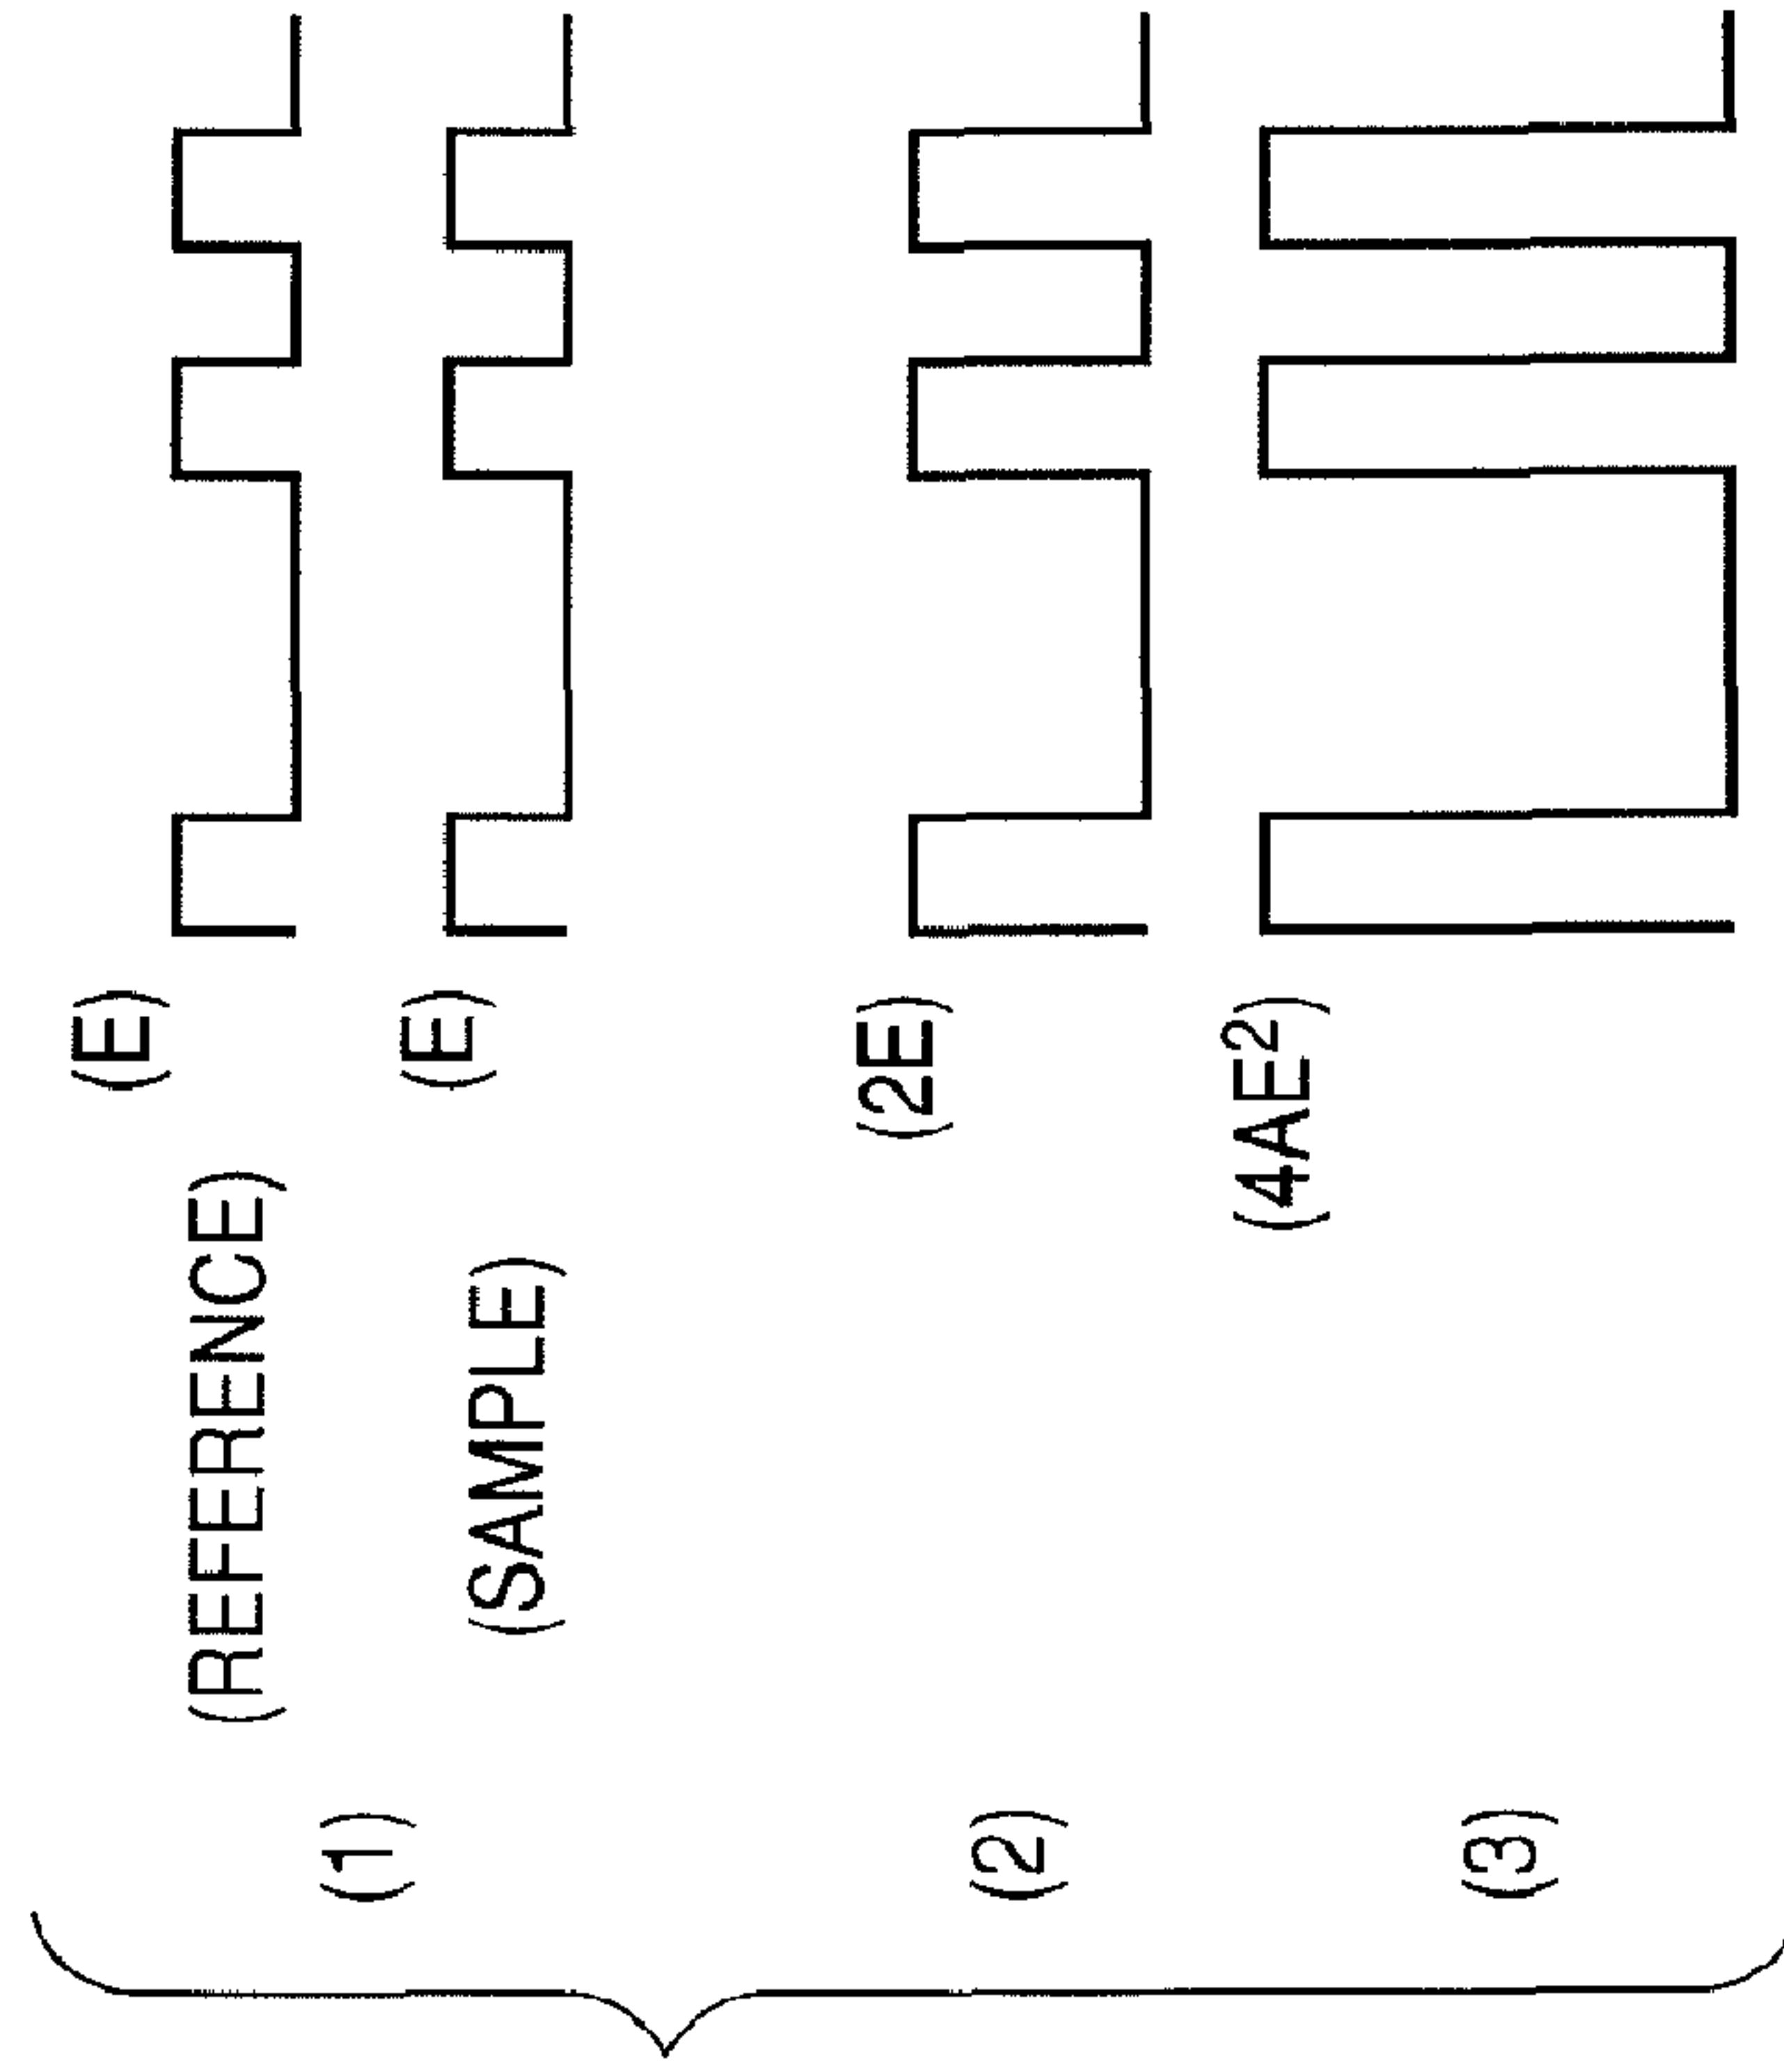 (1)
(REFERENCE)
(E)
(SAMPLE)
(E)
(2)
(2E)
(3)
(4AE²)